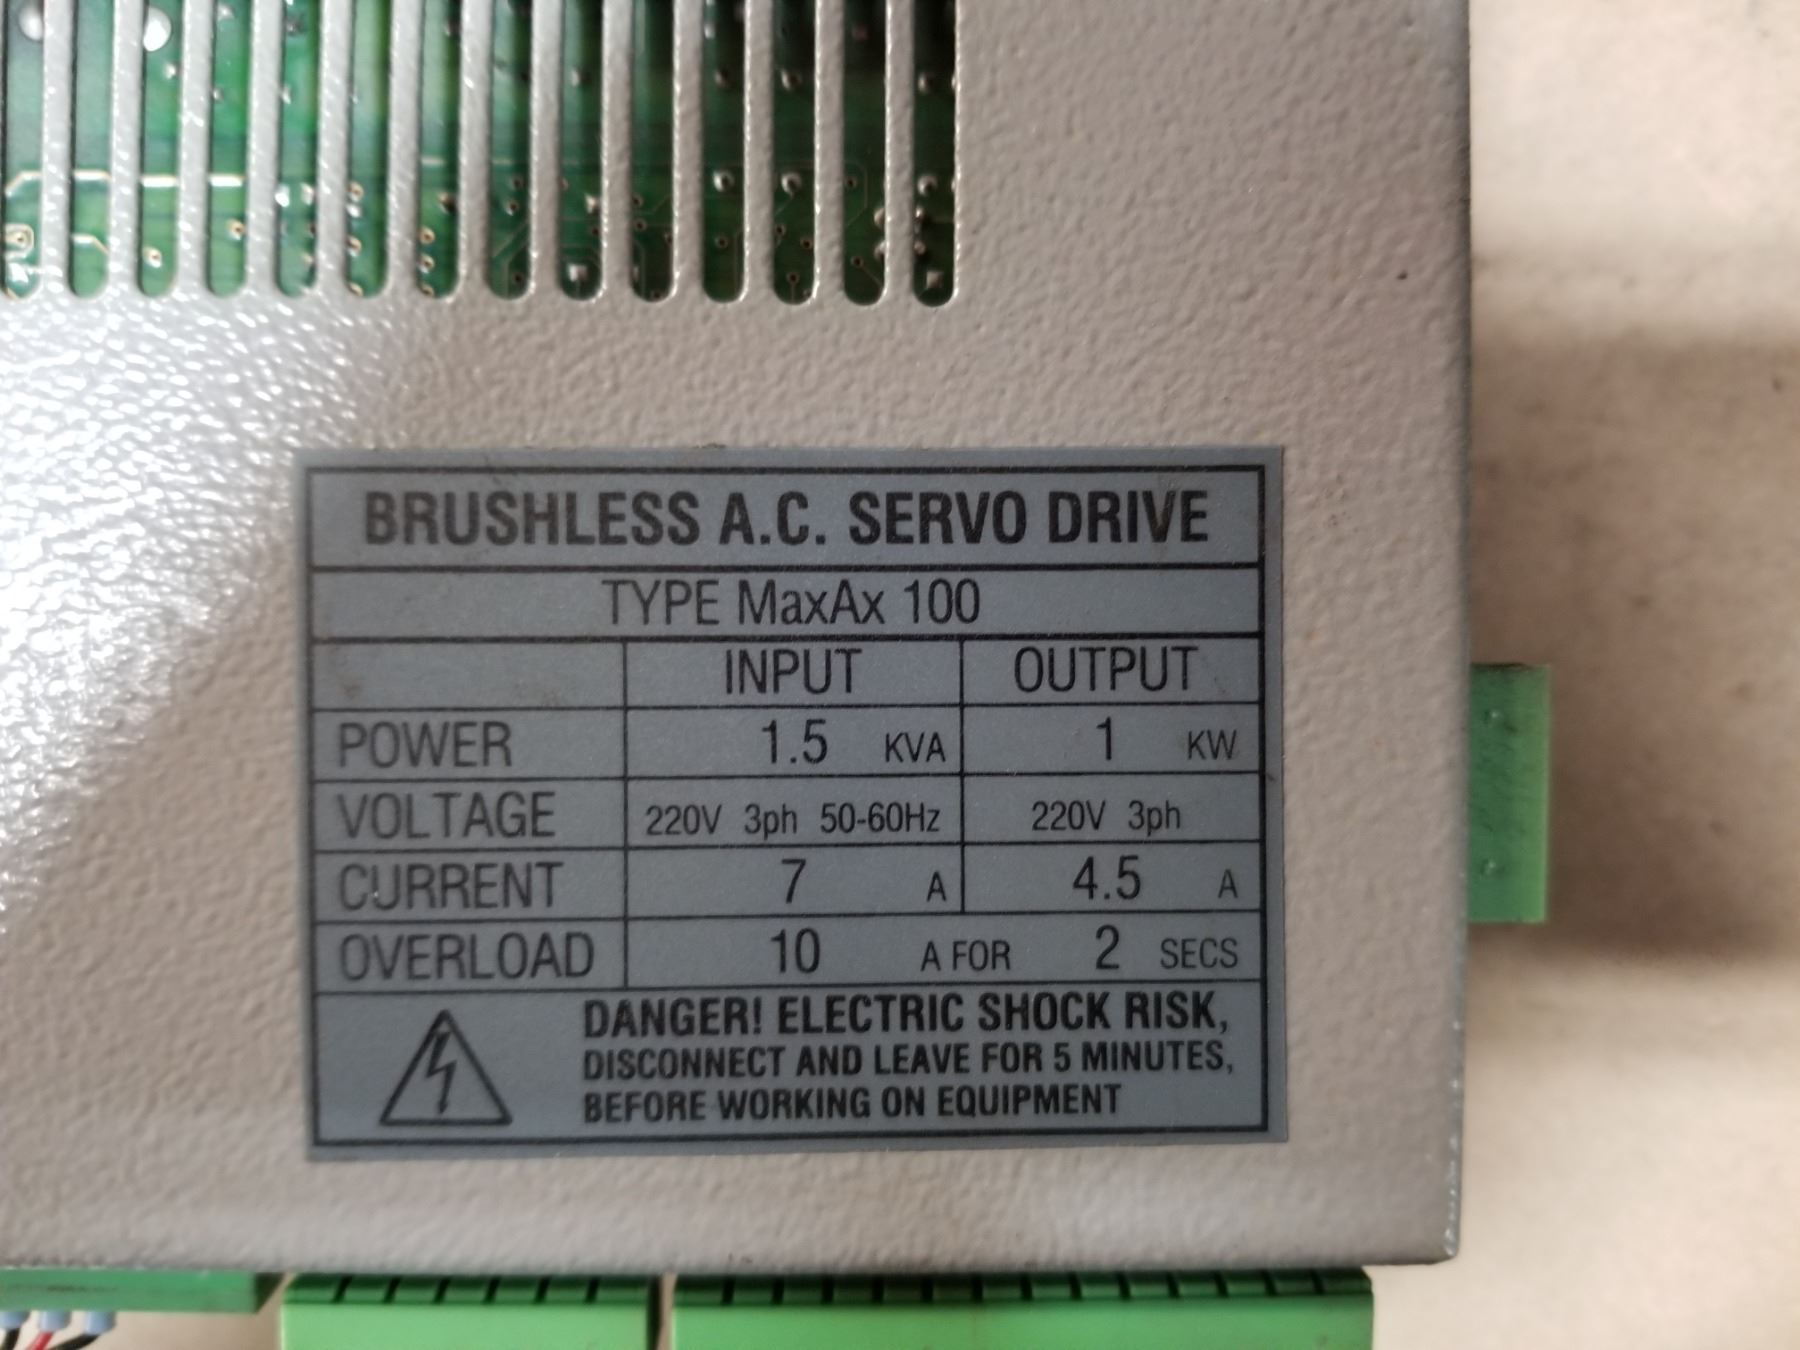 BRUSHLESS A.C. SERVO DRIVE
TYPE MaxAx 100
INPUT OUTPUT
POWER 1.5 KVA 1 KW
VOLTAGE 220V 3ph 50-60Hz 220V 3ph
CURRENT 7 A 4.5 A
OVERLOAD 10 A FOR 2 SECS
DANGER! ELECTRIC SHOCK RISK,
DISCONNECT AND LEAVE FOR 5 MINUTES,
BEFORE WORKING ON EQUIPMENT